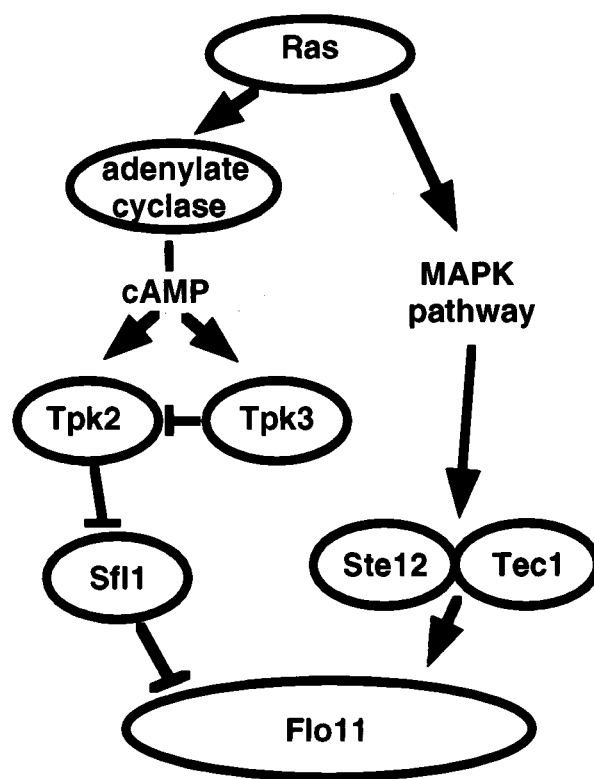 Ras
adenylate
cyclase
cAMP
MAPK
pathway
Tpk2
Tpk3
Sfl1
Ste12
Tec1
Flo11